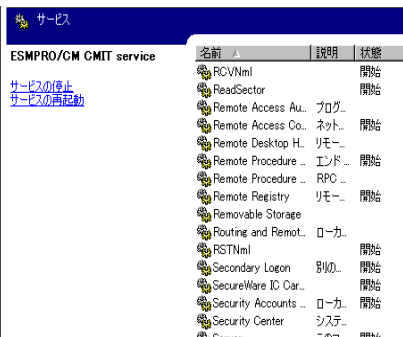 サービス
ESMPRO/CM CMIT service
サービスの停止
サービスの再起動
名前 説明 状態
RCVNml 開始
ReadSector 開始
Remote Access Au... プログ...
Remote Access Co... ネット... 開始
Remote Desktop H... リモー...
Remote Procedure ... エンド... 開始
Remote Procedure ... RPC ...
Remote Registry リモー... 開始
Removable Storage
Routing and Remot... ローカ...
RSTNml 開始
Secondary Logon 別の... 開始
SecureWare IC Car... 開始
Security Accounts ... ローカ... 開始
Security Center システ...